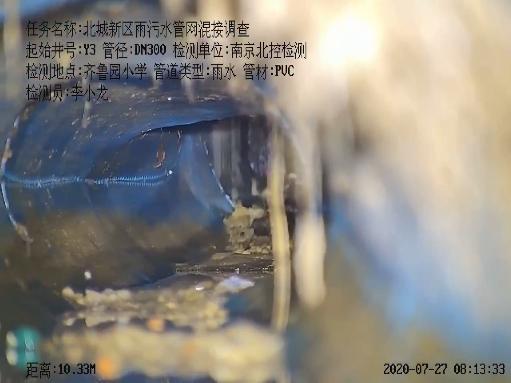 任务名称:北城新区雨污水管网混接调查
起始井号:Y3 管径:DN300 检测单位:南京北控检测
检测地点:齐鲁园小学 管道类型:雨水 管材:PVC
检测员:李小龙
距离:10.33M
2020-07-27 08:13:33